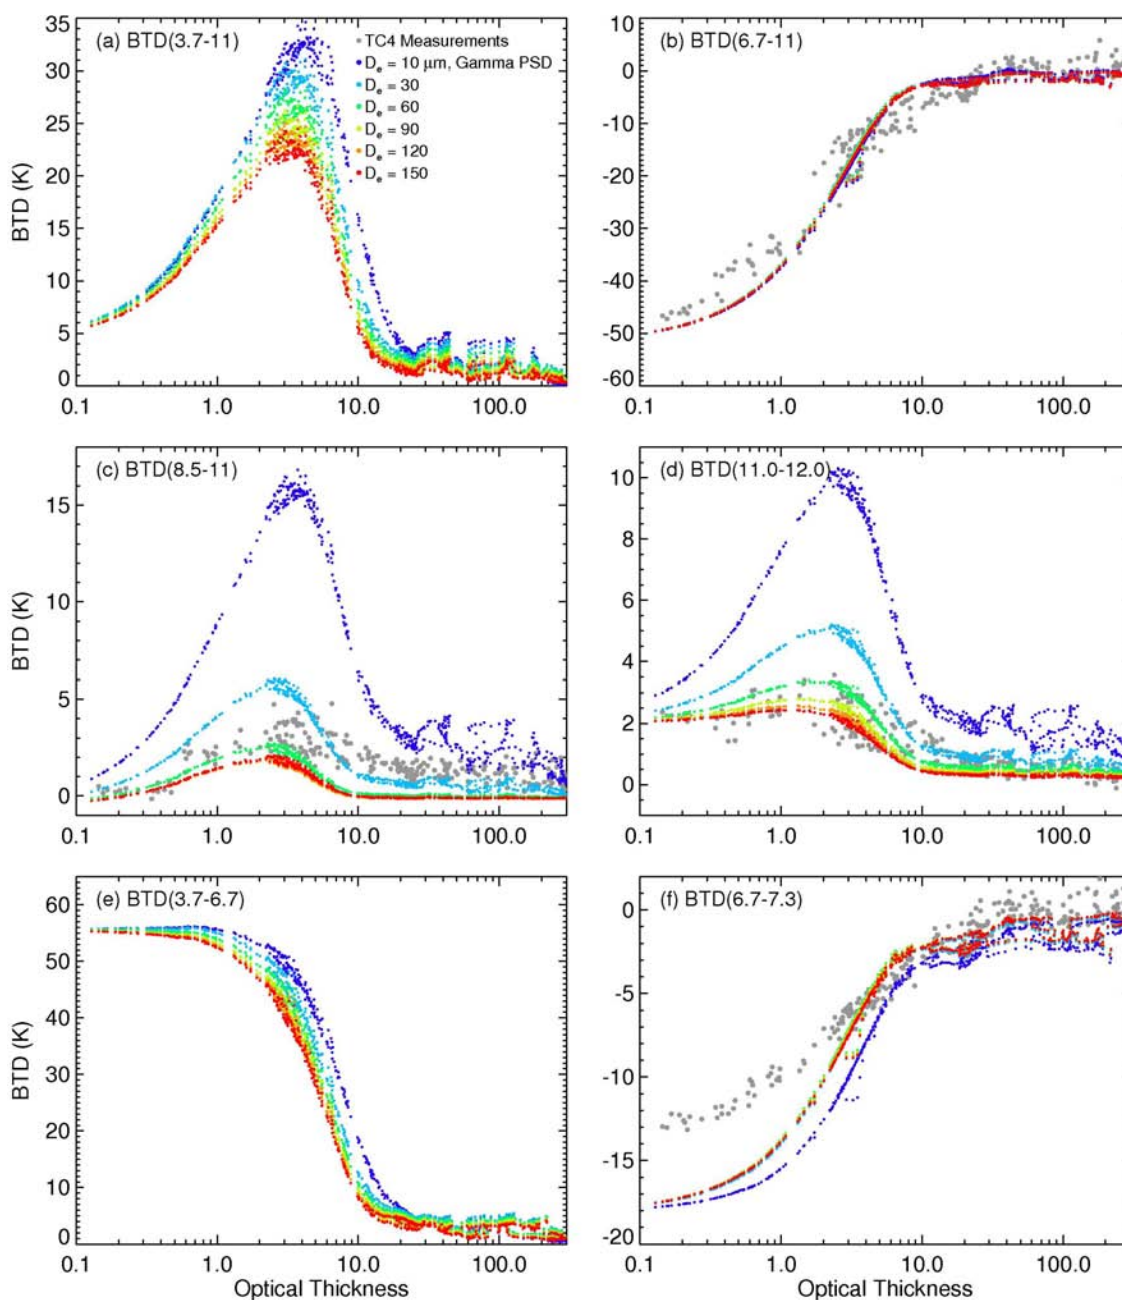 (a) BTD(3.7-11)
TC4 Measurements
Dₑ = 10 μm, Gamma PSD
Dₑ = 30
Dₑ = 60
Dₑ = 90
Dₑ = 120
Dₑ = 150
BTD (K)
35
30
25
20
15
10
5
0
0.1 1.0 10.0 100.0
(b) BTD(6.7-11)
10
0
-10
-20
-30
-40
-50
-60
0.1 1.0 10.0 100.0
(c) BTD(8.5-11)
BTD (K)
15
10
5
0
0.1 1.0 10.0 100.0
(d) BTD(11.0-12.0)
10
8
6
4
2
0
0.1 1.0 10.0 100.0
(e) BTD(3.7-6.7)
BTD (K)
60
50
40
30
20
10
0
0.1 1.0 10.0 100.0
Optical Thickness
(f) BTD(6.7-7.3)
0
-5
-10
-15
-20
0.1 1.0 10.0 100.0
Optical Thickness